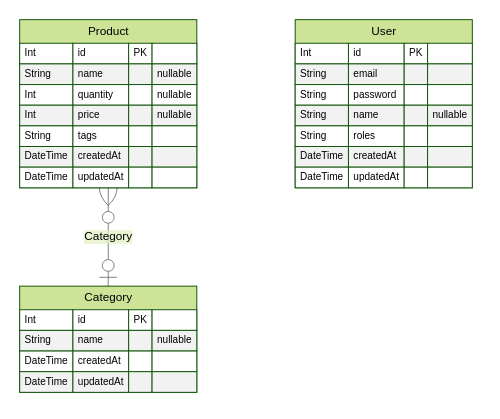 Product
Int id PK
String name nullable
Int quantity nullable
Int price nullable
String tags
DateTime createdAt
DateTime updatedAt
User
Int id PK
String email
String password
String name nullable
String roles
DateTime createdAt
DateTime updatedAt
Category
Category
Int id PK
String name nullable
DateTime createdAt
DateTime updatedAt